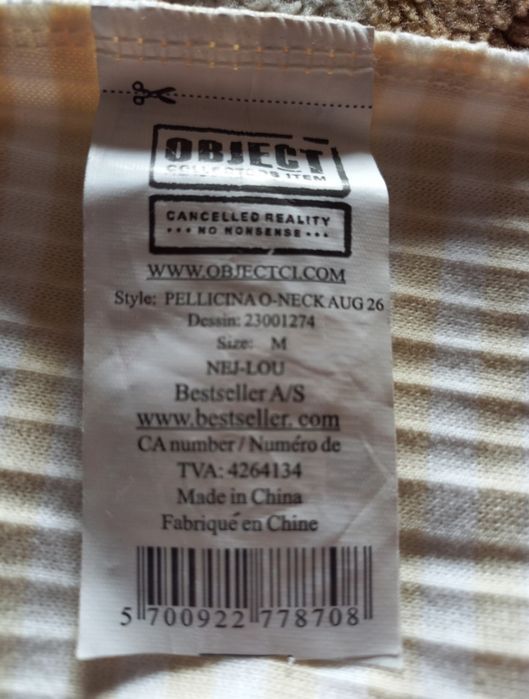 OBJECT
COLLECTORS ITEM
CANCELLED REALITY
••• NO NONSENSE •••
WWW.OBJECTCI.COM
Style: PELLICINA O-NECK AUG 26
Dessin: 23001274
Size: M
NEJ-LOU
Bestseller A/S
www.bestseller.com
CA number / Numéro de
TVA: 4264134
Made in China
Fabriqué en Chine
5 700922 778708